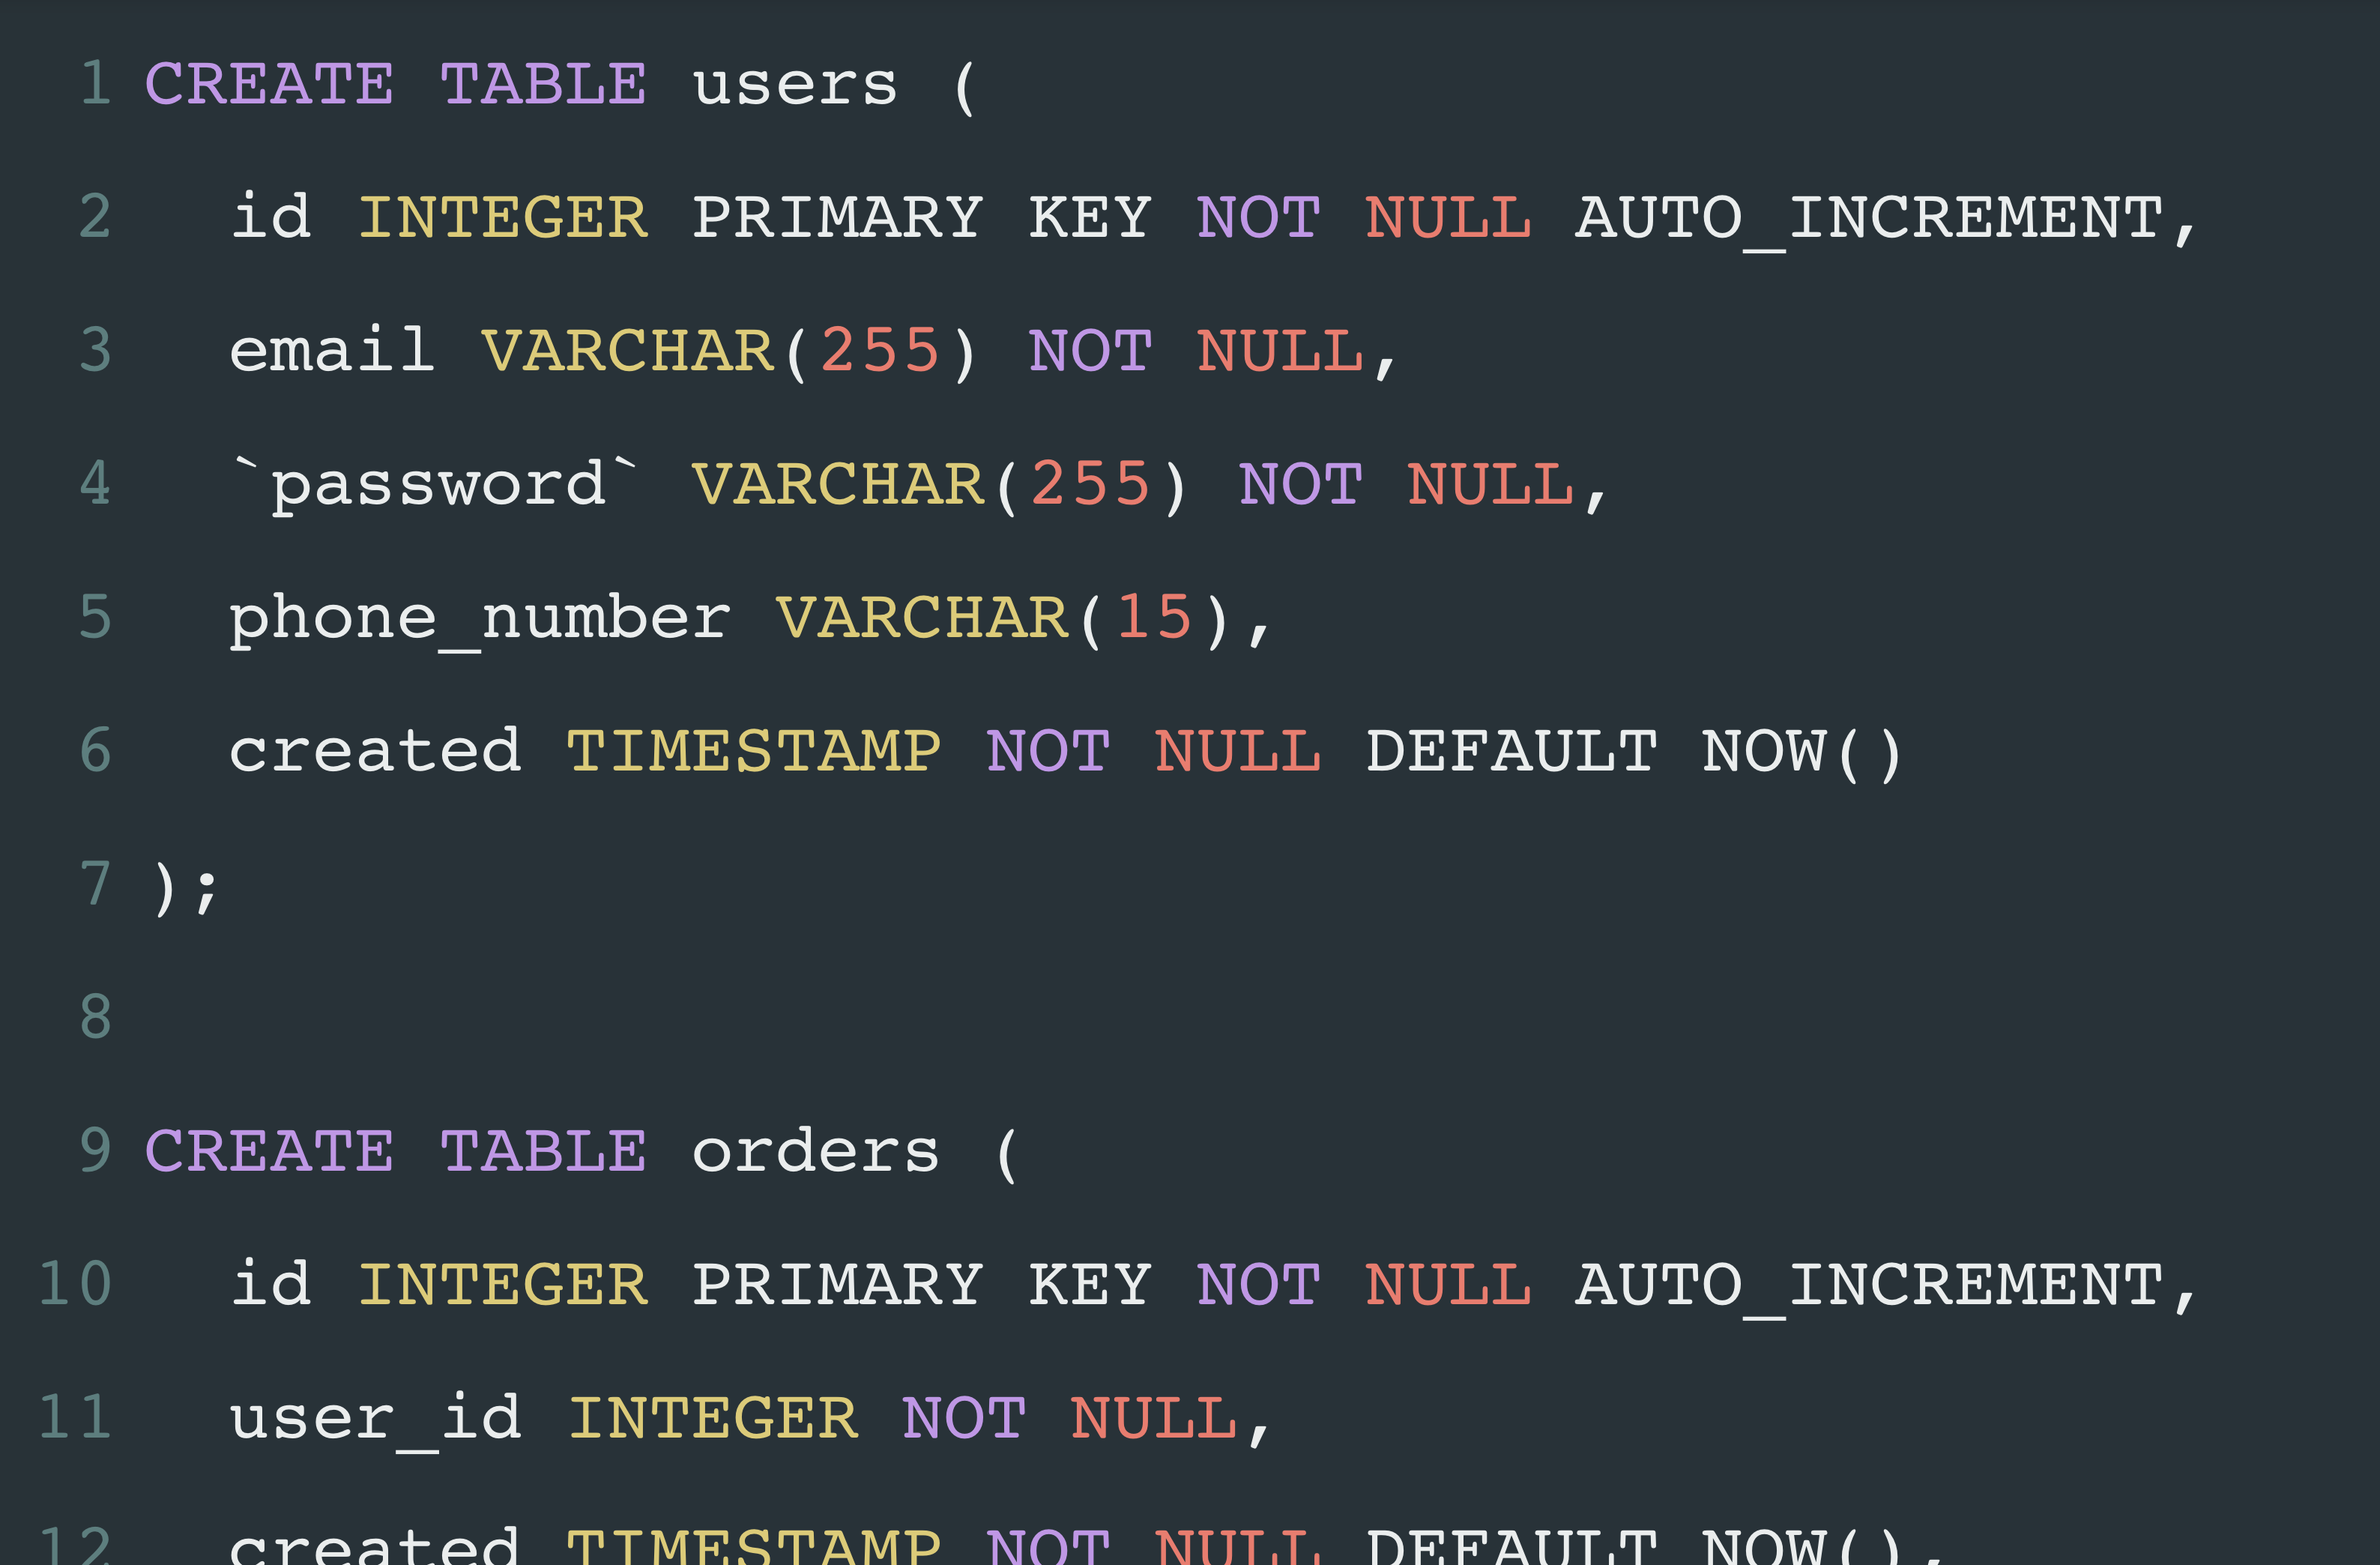 1 CREATE TABLE users (
2   id INTEGER PRIMARY KEY NOT NULL AUTO_INCREMENT,
3   email VARCHAR(255) NOT NULL,
4   `password` VARCHAR(255) NOT NULL,
5   phone_number VARCHAR(15),
6   created TIMESTAMP NOT NULL DEFAULT NOW()
7 );
8
9 CREATE TABLE orders (
10   id INTEGER PRIMARY KEY NOT NULL AUTO_INCREMENT,
11   user_id INTEGER NOT NULL,
12   created TIMESTAMP NOT NULL DEFAULT NOW(),